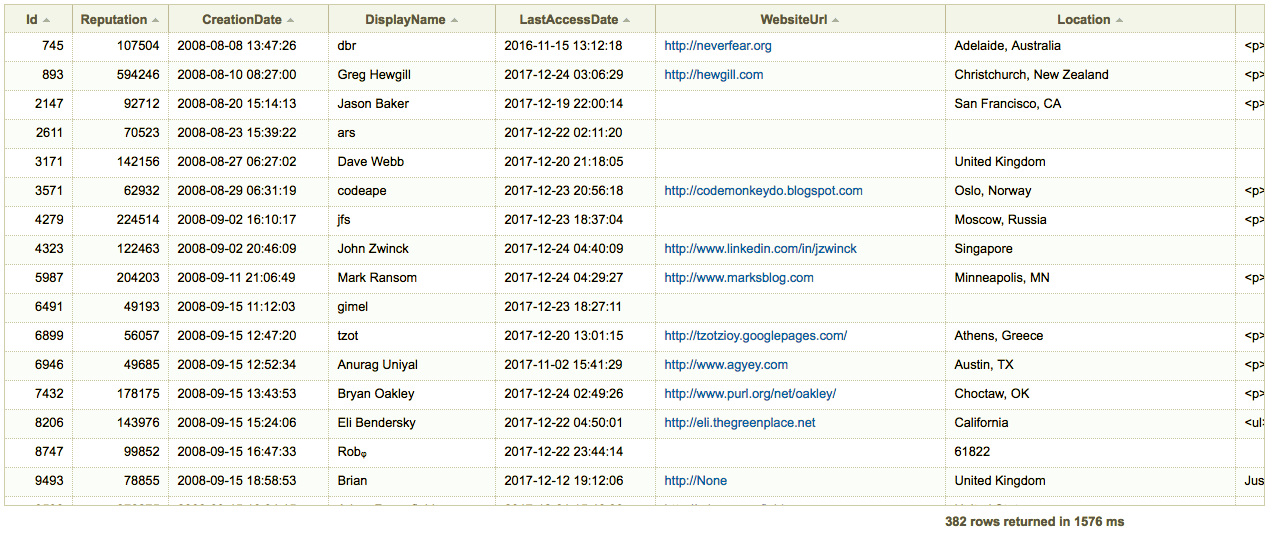 Id Reputation CreationDate DisplayName LastAccessDate WebsiteUrl Location
745 107504 2008-08-08 13:47:26 dbr 2016-11-15 13:12:18 http://neverfear.org Adelaide, Australia <p>
893 594246 2008-08-10 08:27:00 Greg Hewgill 2017-12-24 03:06:29 http://hewgill.com Christchurch, New Zealand <p>
2147 92712 2008-08-20 15:14:13 Jason Baker 2017-12-19 22:00:14 San Francisco, CA <p>
2611 70523 2008-08-23 15:39:22 ars 2017-12-22 02:11:20
3171 142156 2008-08-27 06:27:02 Dave Webb 2017-12-20 21:18:05 United Kingdom
3571 62932 2008-08-29 06:31:19 codeape 2017-12-23 20:56:18 http://codemonkeydo.blogspot.com Oslo, Norway <p>
4279 224514 2008-09-02 16:10:17 jfs 2017-12-23 18:37:04 Moscow, Russia <p>
4323 122463 2008-09-02 20:46:09 John Zwinck 2017-12-24 04:40:09 http://www.linkedin.com/in/jzwinck Singapore
5987 204203 2008-09-11 21:06:49 Mark Ransom 2017-12-24 04:29:27 http://www.marksblog.com Minneapolis, MN <p>
6491 49193 2008-09-15 11:12:03 gimel 2017-12-23 18:27:11
6899 56057 2008-09-15 12:47:20 tzot 2017-12-20 13:01:15 http://tzotzioy.googlepages.com/ Athens, Greece <p>
6946 49685 2008-09-15 12:52:34 Anurag Uniyal 2017-11-02 15:41:29 http://www.agyey.com Austin, TX <p>
7432 178175 2008-09-15 13:43:53 Bryan Oakley 2017-12-24 02:49:26 http://www.purl.org/net/oakley/ Choctaw, OK <p>
8206 143976 2008-09-15 15:24:06 Eli Bendersky 2017-12-22 04:50:01 http://eli.thegreenplace.net California <ul>
8747 99852 2008-09-15 16:47:33 Robᵩ 2017-12-22 23:44:14 61822
9493 78855 2008-09-15 18:58:53 Brian 2017-12-12 19:12:06 http://None United Kingdom Jus
382 rows returned in 1576 ms